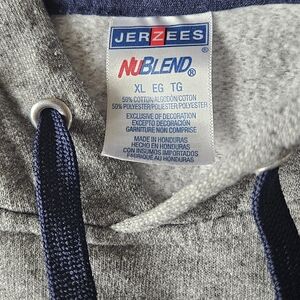 JERZEES
NUBLEND®
XL EG TG
50% COTTON/ALGODÓN/COTON
50% POLYESTER/POLIESTER/POLYESTER
EXCLUSIVE OF DECORATION
EXCEPTO DECORACIÓN
GARNITURE NON COMPRISE
MADE IN HONDURAS
HECHO EN HONDURAS
CON INSUMOS IMPORTADOS
FABRIQUÉ AU HONDURAS